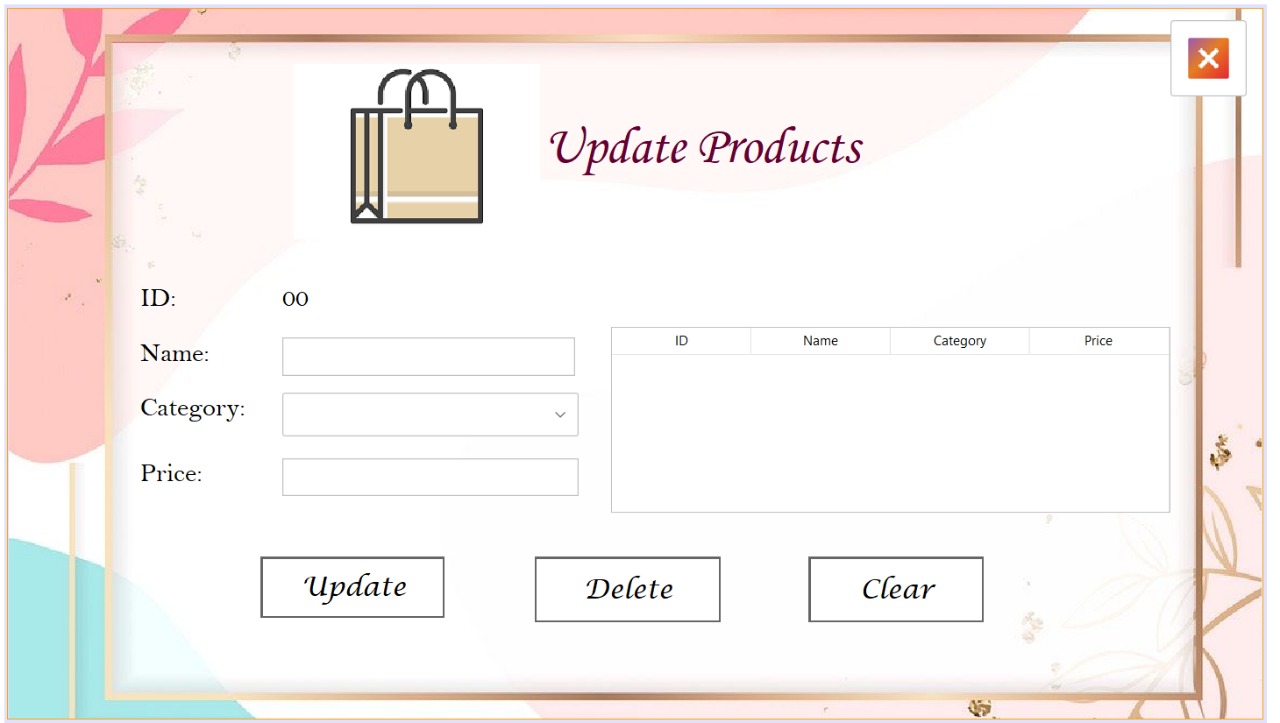 Update Products
ID: 00
Name:
Category:
Price:
ID Name Category Price
Update Delete Clear